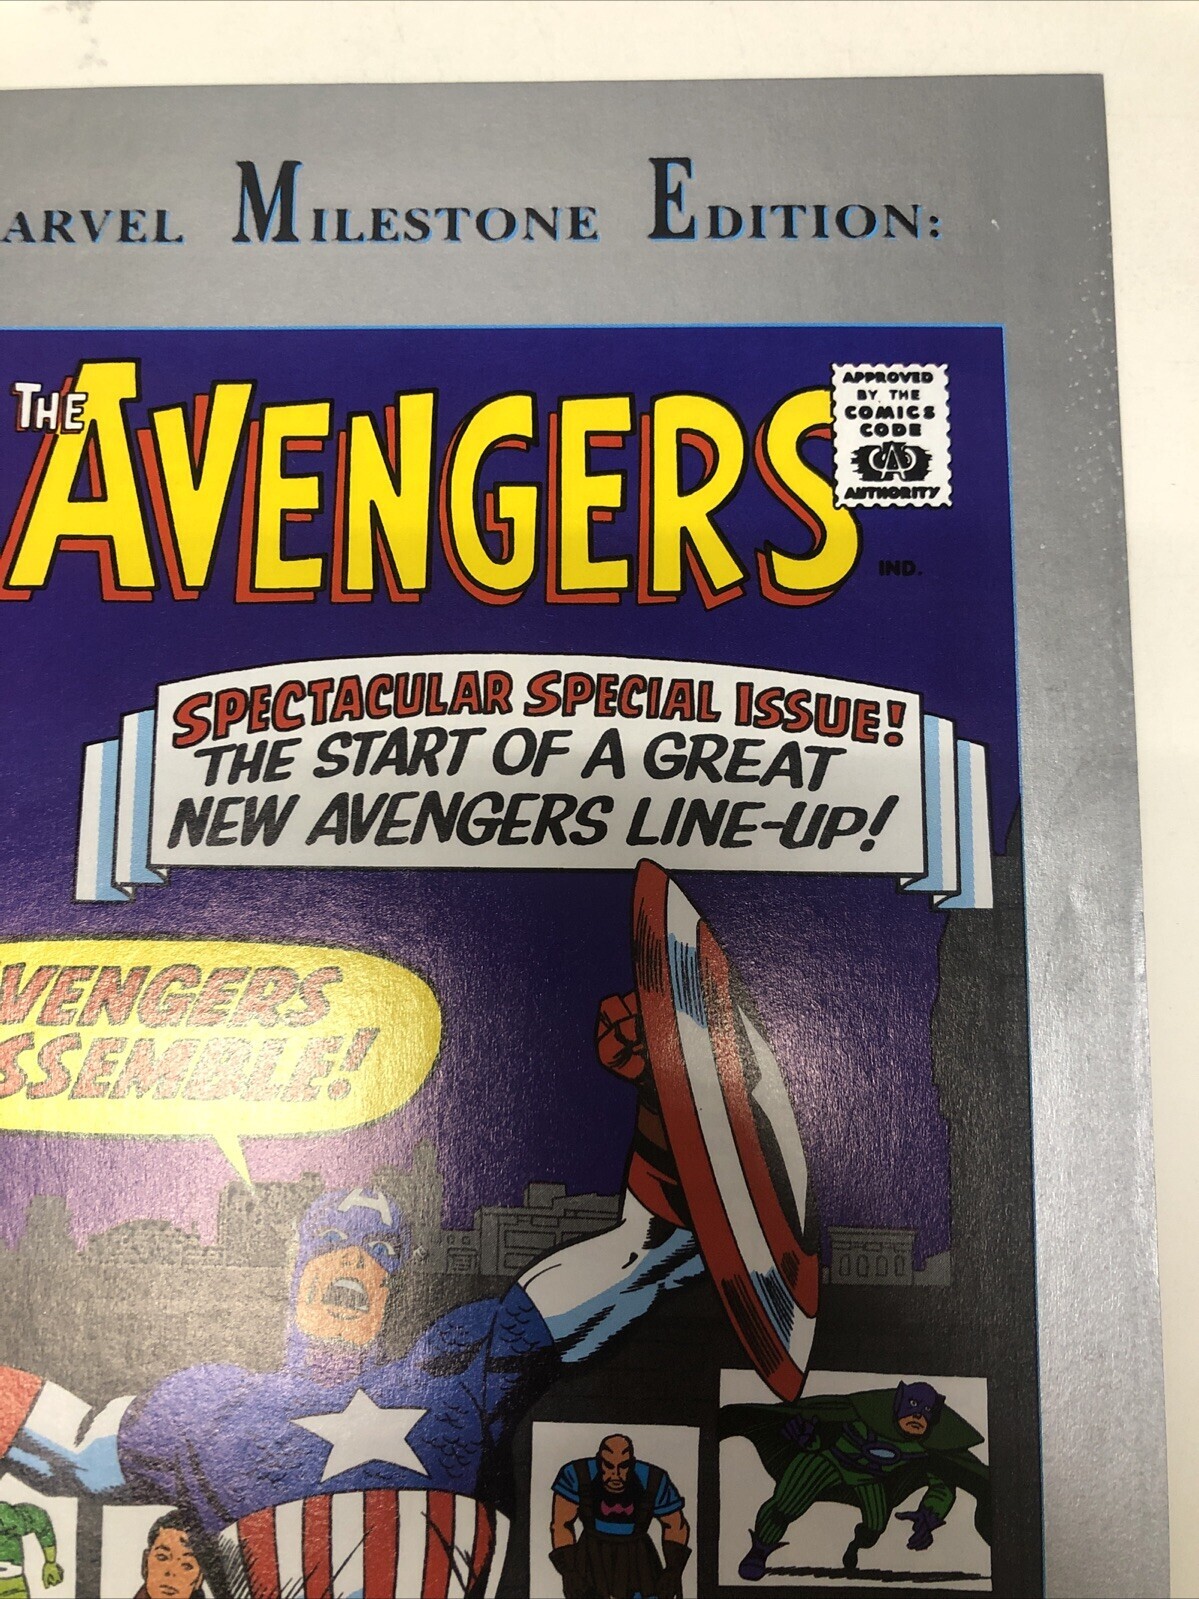 ARVEL MILESTONE EDITION:
THE AVENGERS
APPROVED
BY THE
COMICS
CODE
CA
AUTHORITY
IND.
SPECTACULAR SPECIAL ISSUE!
THE START OF A GREAT
NEW AVENGERS LINE-UP!
VENGERS
SSEMBLE!
A